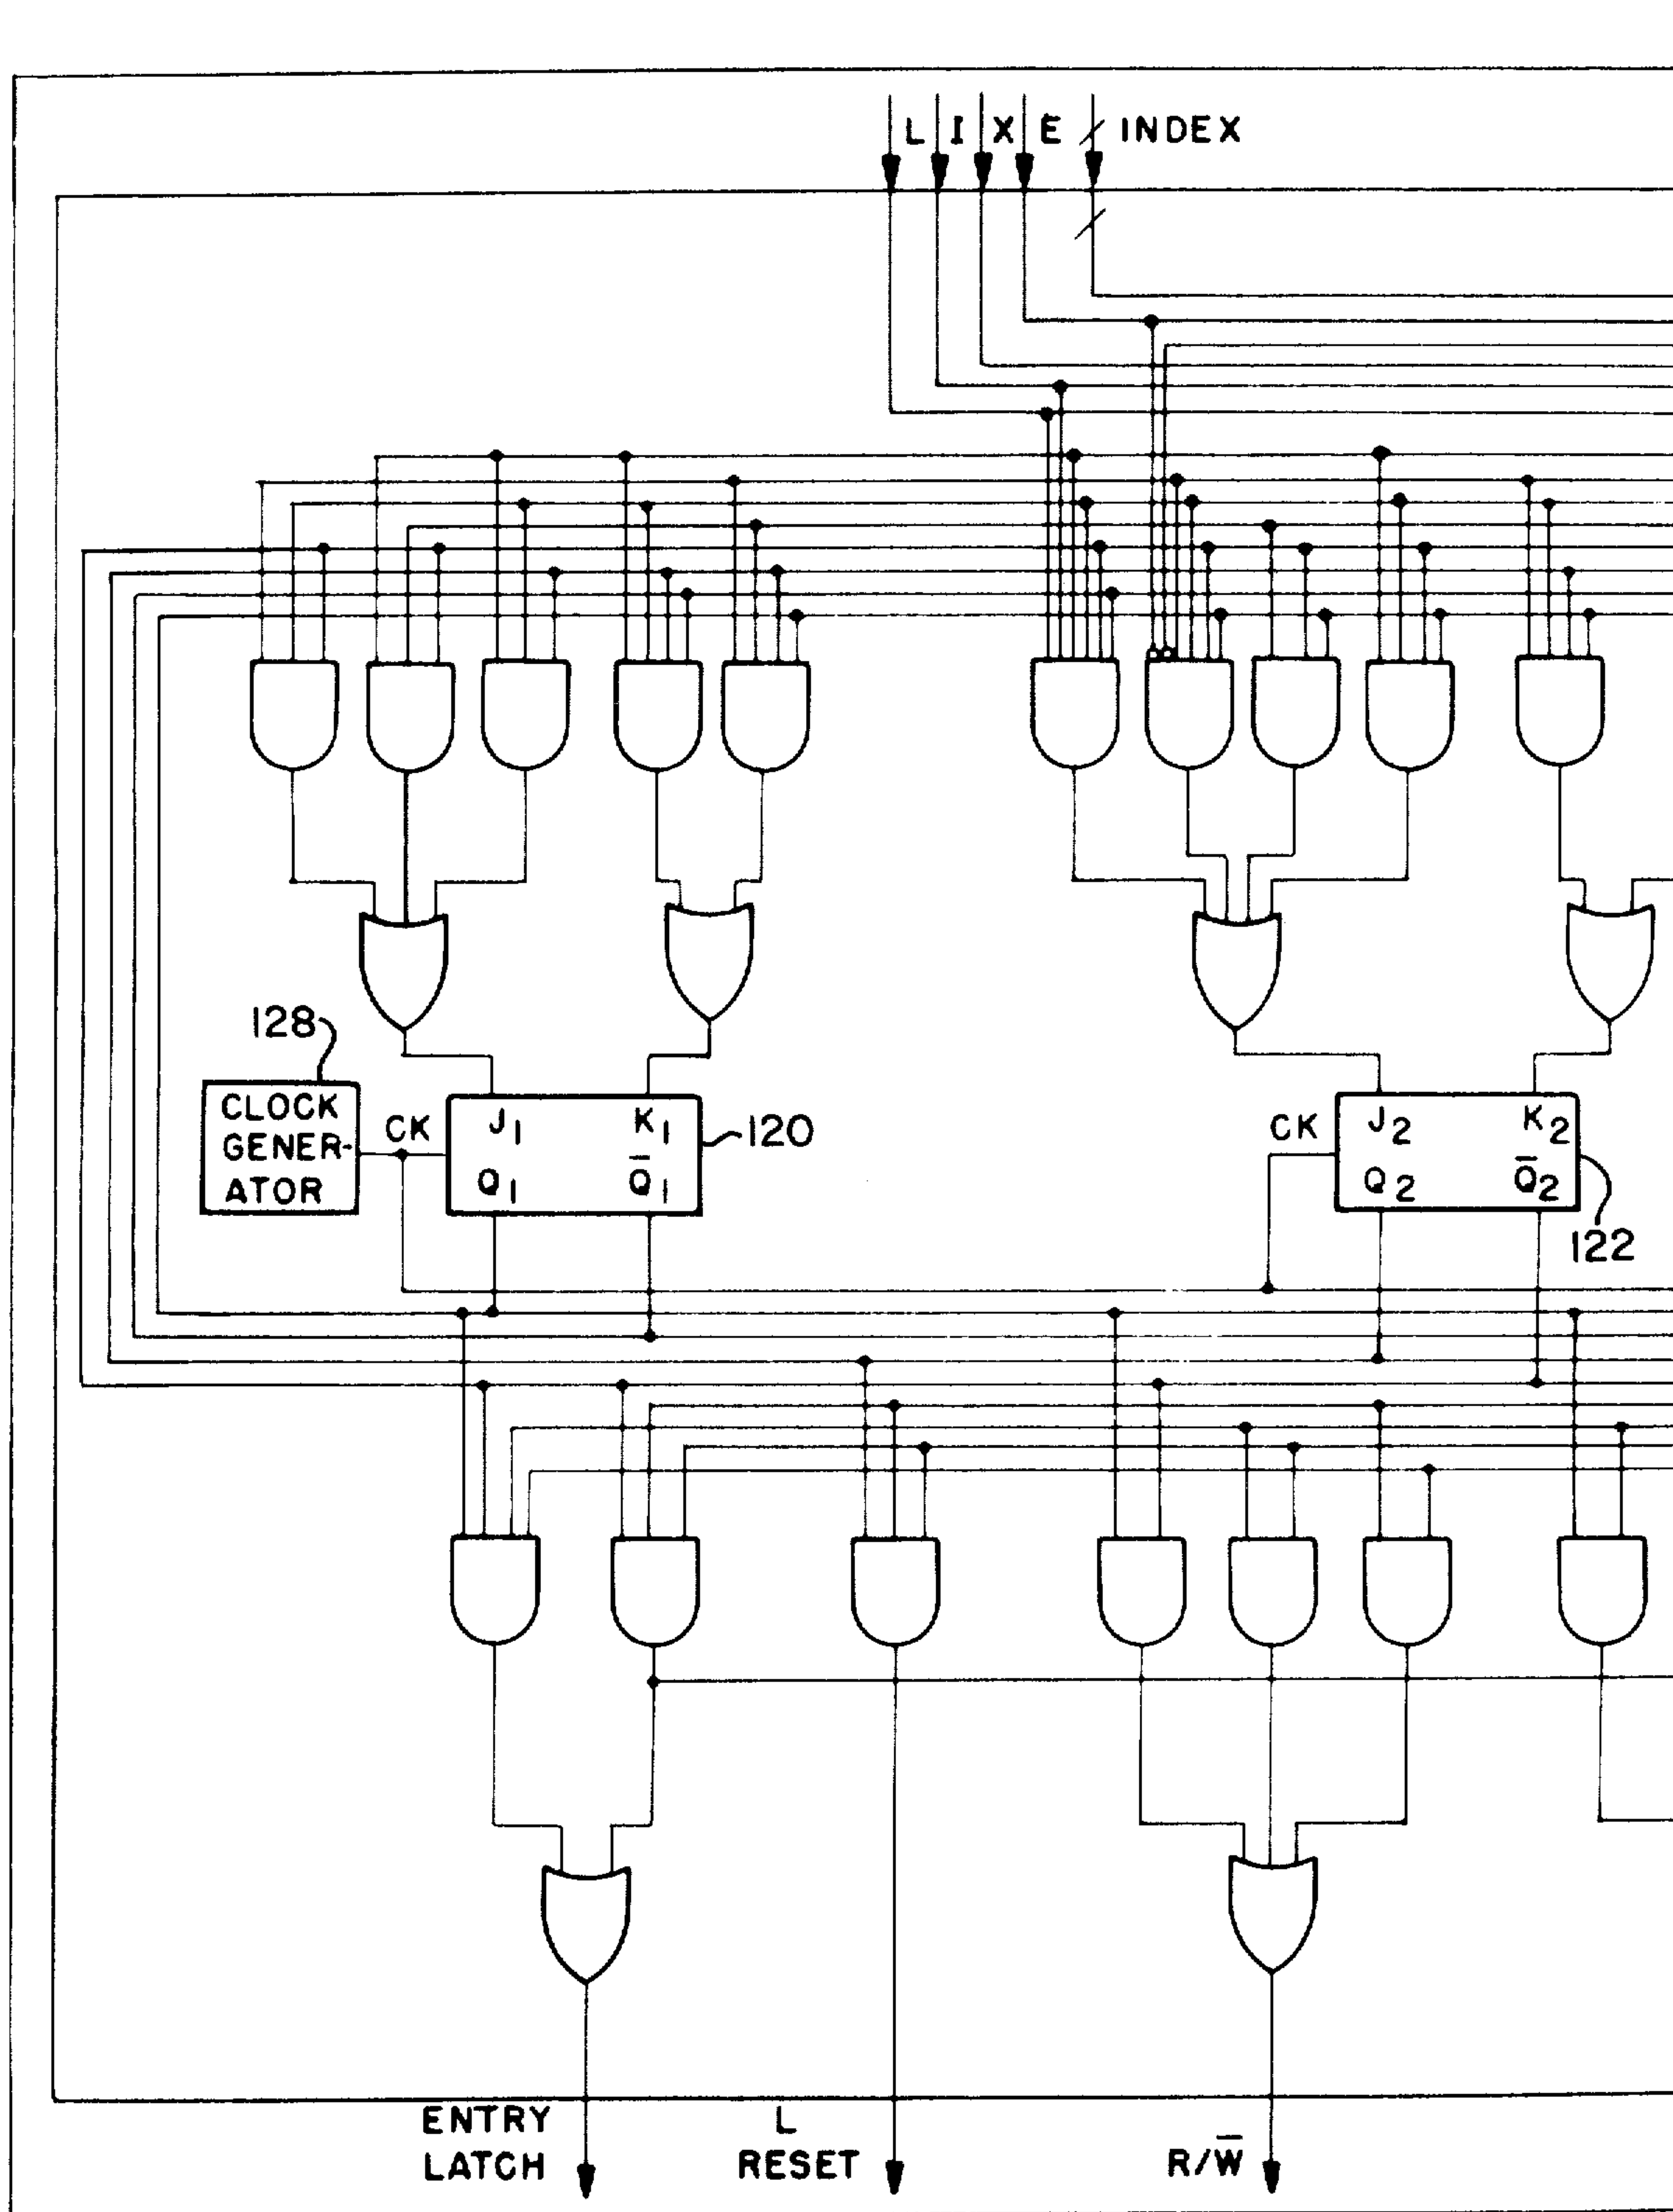 L I X E INDEX
128
CLOCK
GENER-
ATOR
CK
J1 K1
Q1 Q̅1
120
CK
J2 K2
Q2 Q̅2
122
ENTRY
LATCH
L
RESET
R/W̅